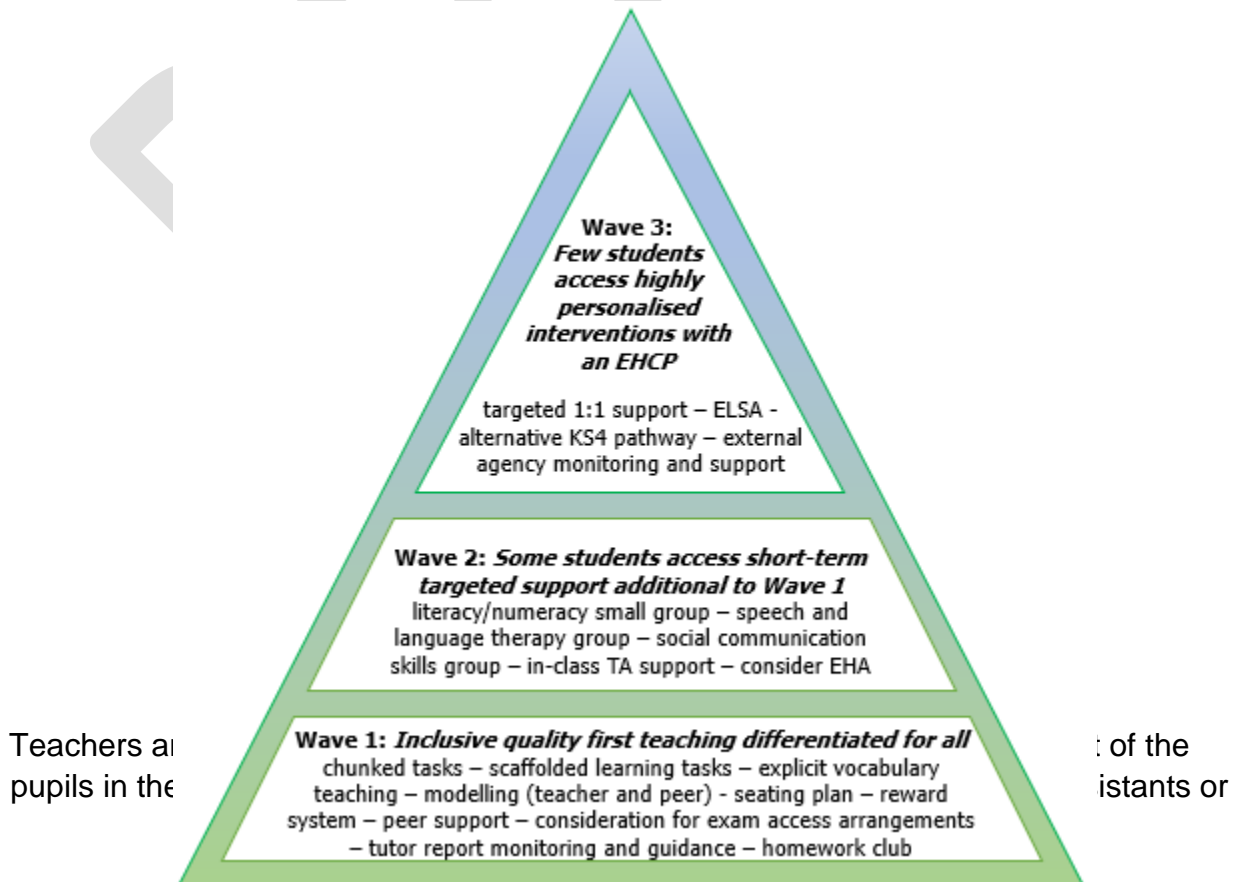 Wave 3:
Few students
access highly
personalised
interventions with
an EHCP
targeted 1:1 support – ELSA -
alternative KS4 pathway – external
agency monitoring and support
Wave 2: Some students access short-term
targeted support additional to Wave 1
literacy/numeracy small group – speech and
language therapy group – social communication
skills group – in-class TA support – consider EHA
Wave 1: Inclusive quality first teaching differentiated for all
chunked tasks – scaffolded learning tasks – explicit vocabulary
teaching – modelling (teacher and peer) - seating plan – reward
system – peer support – consideration for exam access arrangements
– tutor report monitoring and guidance – homework club
Teachers of the
pupils in the or